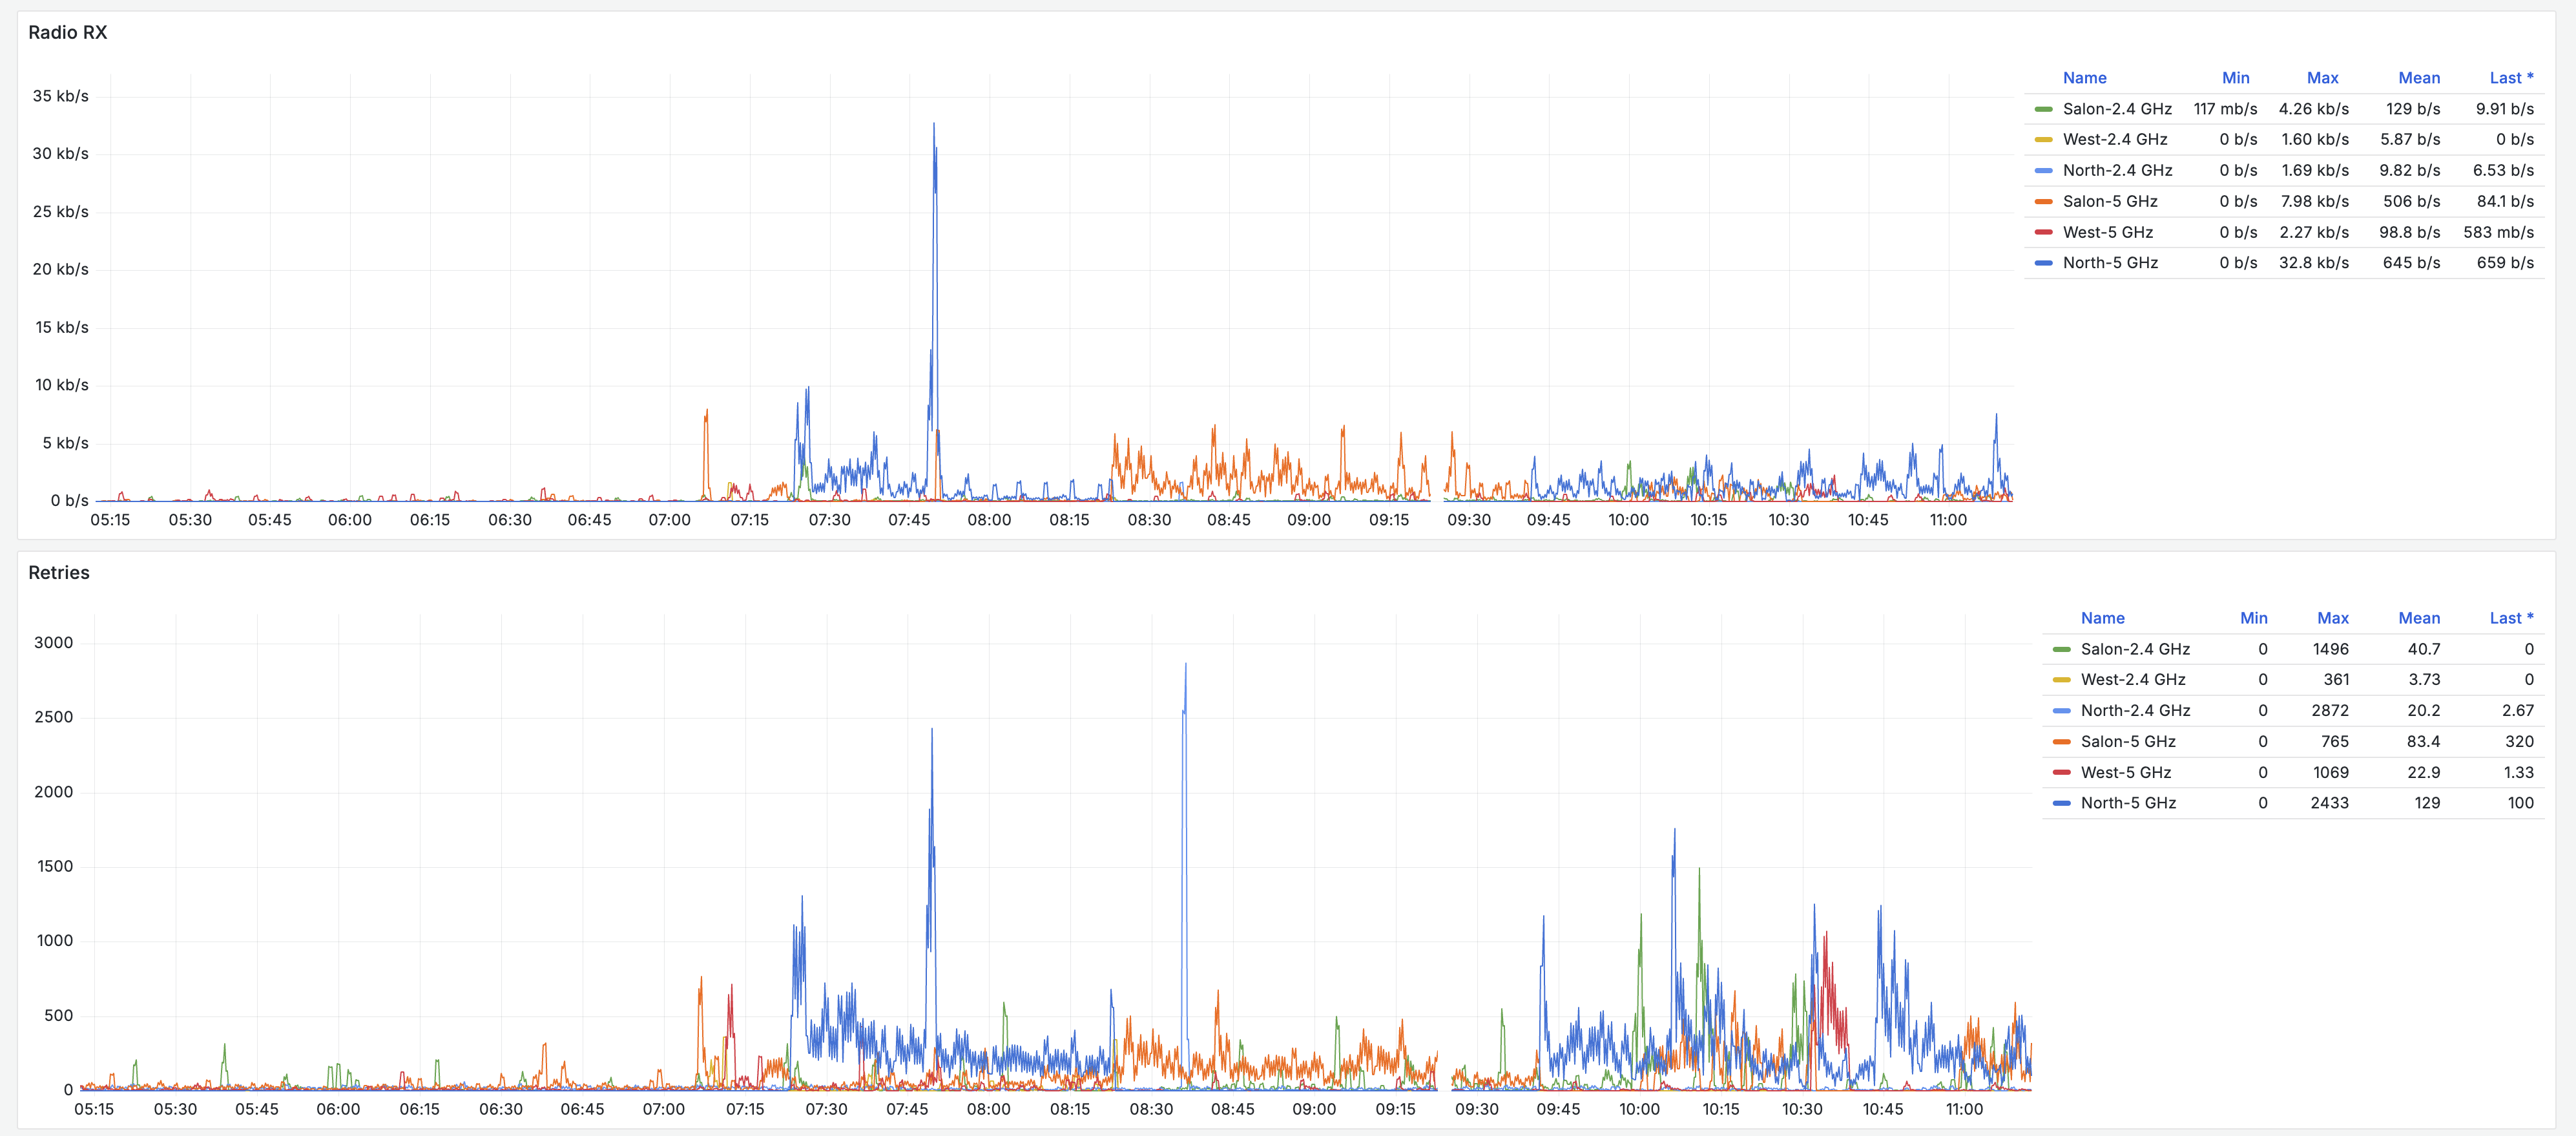 Radio RX
Name Min Max Mean Last *
35 kb/s
Salon-2.4 GHz 117 mb/s 4.26 kb/s 129 b/s 9.91 b/s
West-2.4 GHz 0 b/s 1.60 kb/s 5.87 b/s 0 b/s
30 kb/s
North-2.4 GHz 0 b/s 1.69 kb/s 9.82 b/s 6.53 b/s
Salon-5 GHz 0 b/s 7.98 kb/s 506 b/s 84.1 b/s
25 kb/s
West-5 GHz 0 b/s 2.27 kb/s 98.8 b/s 583 mb/s
North-5 GHz 0 b/s 32.8 kb/s 645 b/s 659 b/s
20 kb/s
15 kb/s
10 kb/s
5 kb/s
0 b/s
05:15 05:30 05:45 06:00 06:15 06:30 06:45 07:00 07:15 07:30 07:45 08:00 08:15 08:30 08:45 09:00 09:15 09:30 09:45 10:00 10:15 10:30 10:45 11:00
Retries
Name Min Max Mean Last *
3000
Salon-2.4 GHz 0 1496 40.7 0
West-2.4 GHz 0 361 3.73 0
2500
North-2.4 GHz 0 2872 20.2 2.67
Salon-5 GHz 0 765 83.4 320
West-5 GHz 0 1069 22.9 1.33
2000
North-5 GHz 0 2433 129 100
1500
1000
500
0
05:15 05:30 05:45 06:00 06:15 06:30 06:45 07:00 07:15 07:30 07:45 08:00 08:15 08:30 08:45 09:00 09:15 09:30 09:45 10:00 10:15 10:30 10:45 11:00